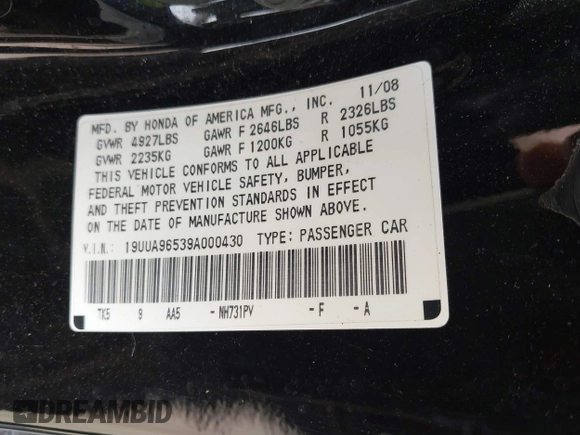 MFD. BY HONDA OF AMERICA MFG., INC. 11/08
GVWR 4927LBS GAWR F 2646LBS R 2326LBS
GVWR 2235KG GAWR F 1200KG R 1055KG
THIS VEHICLE CONFORMS TO ALL APPLICABLE
FEDERAL MOTOR VEHICLE SAFETY, BUMPER,
AND THEFT PREVENTION STANDARDS IN EFFECT
ON THE DATE OF MANUFACTURE SHOWN ABOVE.
V.I.N.: 19UUA96539A000430 TYPE: PASSENGER CAR
TK5 9 AA5 - NH731PV - F - A
DREAMBID